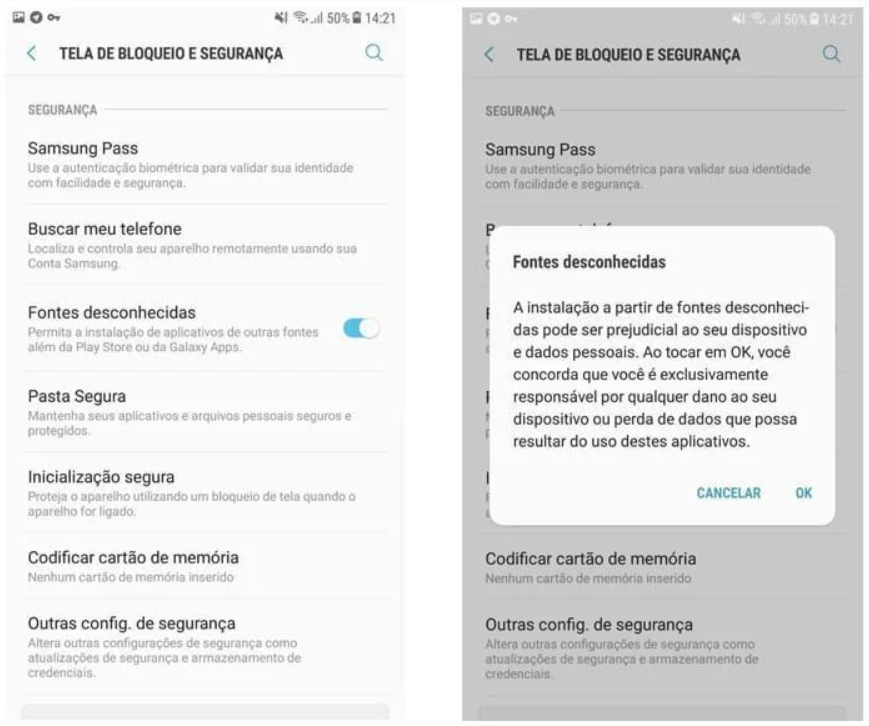 50% 14:21
TELA DE BLOQUEIO E SEGURANÇA
SEGURANÇA
Samsung Pass
Use a autenticação biométrica para validar sua identidade
com facilidade e segurança.
Buscar meu telefone
Localiza e controla seu aparelho remotamente usando sua
Conta Samsung.
Fontes desconhecidas
Permita a instalação de aplicativos de outras fontes
além da Play Store ou da Galaxy Apps.
Pasta Segura
Mantenha seus aplicativos e arquivos pessoais seguros e
protegidos.
Inicialização segura
Proteja o aparelho utilizando um bloqueio de tela quando o
aparelho for ligado.
Codificar cartão de memória
Nenhum cartão de memória inserido
Outras config. de segurança
Altera outras configurações de segurança como
atualizações de segurança e armazenamento de
credenciais.
50% 14:21
TELA DE BLOQUEIO E SEGURANÇA
SEGURANÇA
Samsung Pass
Use a autenticação biométrica para validar sua identidade
com facilidade e segurança.
Fontes desconhecidas
A instalação a partir de fontes desconheci-
das pode ser prejudicial ao seu dispositivo
e dados pessoais. Ao tocar em OK, você
concorda que você é exclusivamente
responsável por qualquer dano ao seu
dispositivo ou perda de dados que possa
resultar do uso destes aplicativos.
CANCELAR OK
Codificar cartão de memória
Nenhum cartão de memória inserido
Outras config. de segurança
Altera outras configurações de segurança como
atualizações de segurança e armazenamento de
credenciais.